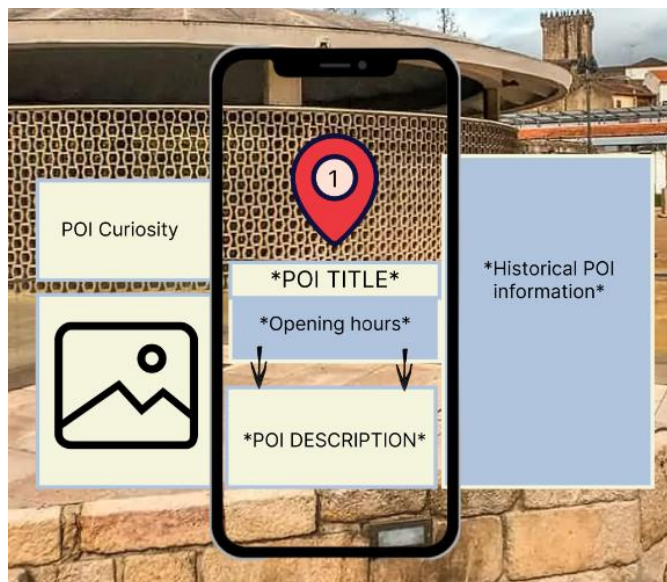 POI Curiosity
1
*POI TITLE*
*Opening hours*
*POI DESCRIPTION*
*Historical POI
information*